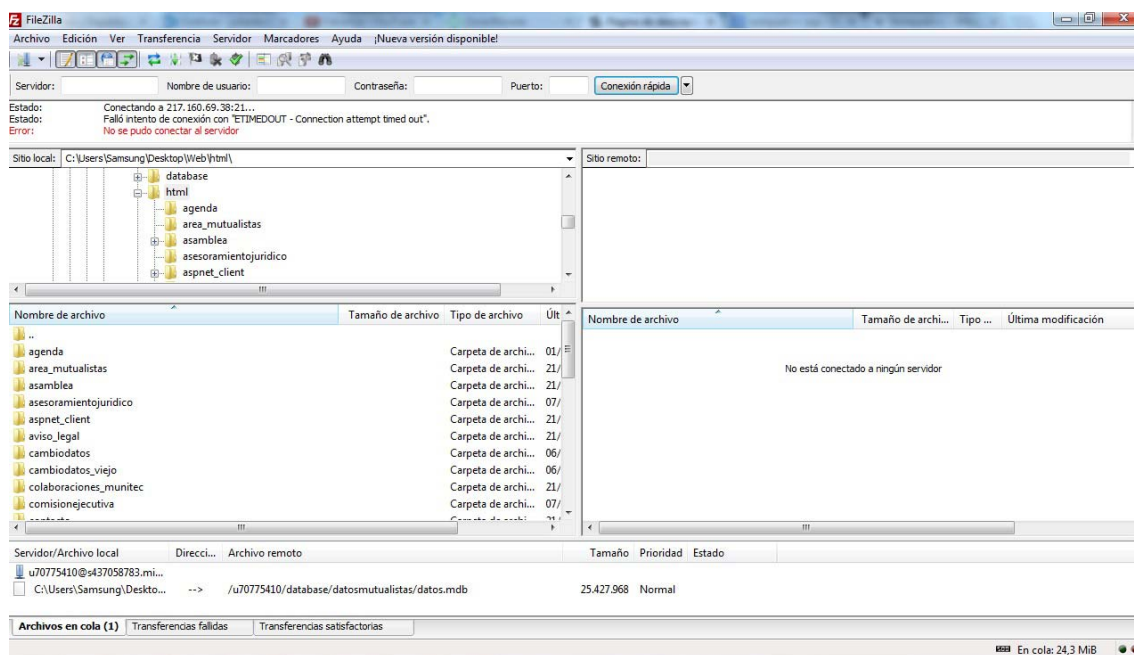 FileZilla
Archivo Edición Ver Transferencia Servidor Marcadores Ayuda ¡Nueva versión disponible!
Servidor: Nombre de usuario: Contraseña: Puerto: Conexión rápida
Estado: Conectando a 217.160.69.38:21...
Estado: Falló intento de conexión con "ETIMEDOUT - Connection attempt timed out".
Error: No se pudo conectar al servidor
Sitio local: C:\Users\Samsung\Desktop\Web\html\
database
html
agenda
area_mutualistas
asamblea
asesoramientojuridico
aspnet_client
Sitio remoto:
Nombre de archivo Tamaño de archivo Tipo de archivo Últ
..
agenda Carpeta de archi... 01/
area_mutualistas Carpeta de archi... 21/
asamblea Carpeta de archi... 21/
asesoramientojuridico Carpeta de archi... 07/
aspnet_client Carpeta de archi... 21/
aviso_legal Carpeta de archi... 21/
cambiodatos Carpeta de archi... 06/
cambiodatos_viejo Carpeta de archi... 06/
colaboraciones_munitec Carpeta de archi... 21/
comisionejecutiva Carpeta de archi... 07/
Nombre de archivo Tamaño de archi... Tipo ... Última modificación
No está conectado a ningún servidor
Servidor/Archivo local Direcci... Archivo remoto Tamaño Prioridad Estado
u70775410@s437058783.mi...
C:\Users\Samsung\Deskto... --> /u70775410/database/datosmutualistas/datos.mdb 25.427.968 Normal
Archivos en cola (1) Transferencias fallidas Transferencias satisfactorias
En cola: 24,3 MiB